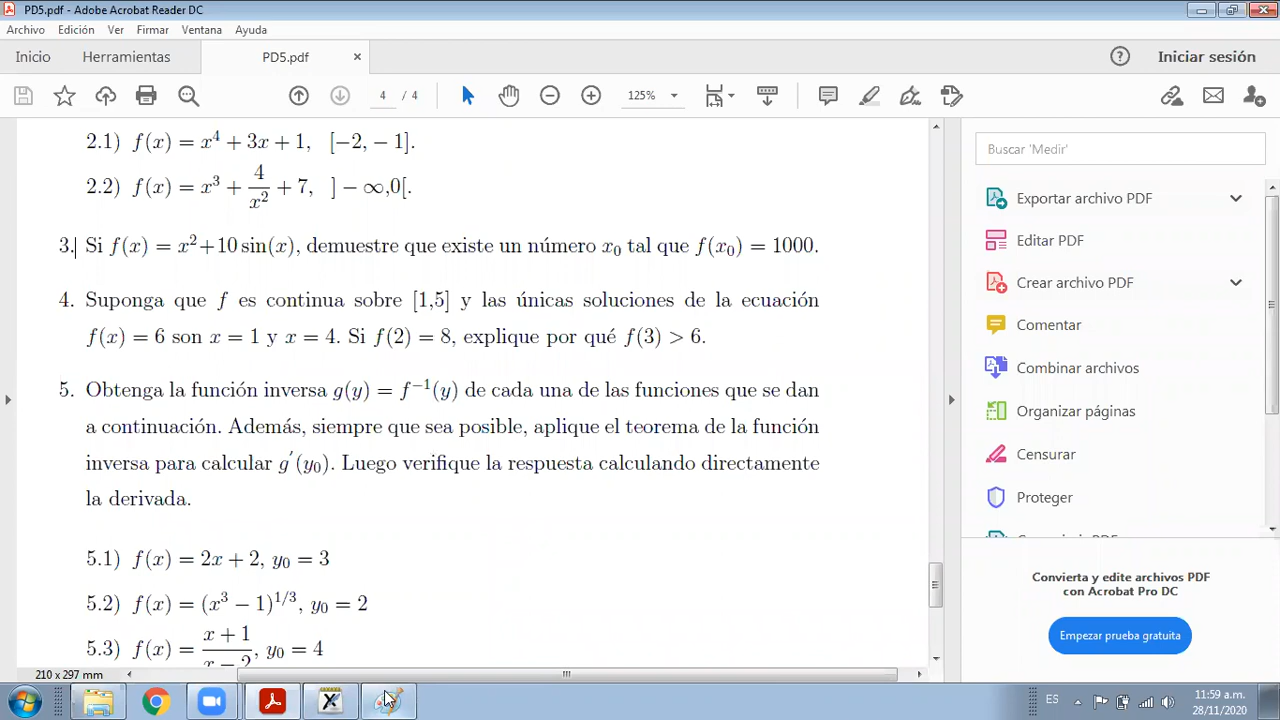 PD5.pdf - Adobe Acrobat Reader DC
Archivo Edición Ver Firmar Ventana Ayuda
Inicio Herramientas PD5.pdf × Iniciar sesión
4 / 4 125%
2.1) f(x) = x⁴ + 3x + 1, [−2, −1].
2.2) f(x) = x³ + 4/x² + 7, ] − ∞,0[.
3. Si f(x) = x²+10 sin(x), demuestre que existe un número x₀ tal que f(x₀) = 1000.
4. Suponga que f es continua sobre [1,5] y las únicas soluciones de la ecuación
f(x) = 6 son x = 1 y x = 4. Si f(2) = 8, explique por qué f(3) > 6.
5. Obtenga la función inversa g(y) = f⁻¹(y) de cada una de las funciones que se dan
a continuación. Además, siempre que sea posible, aplique el teorema de la función
inversa para calcular g′(y₀). Luego verifique la respuesta calculando directamente
la derivada.
5.1) f(x) = 2x + 2, y₀ = 3
5.2) f(x) = (x³ − 1)^1/3, y₀ = 2
5.3) f(x) = (x + 1)/(x − 2), y₀ = 4
210 x 297 mm
Buscar 'Medir'
Exportar archivo PDF
Editar PDF
Crear archivo PDF
Comentar
Combinar archivos
Organizar páginas
Censurar
Proteger
Convierta y edite archivos PDF
con Acrobat Pro DC
Empezar prueba gratuita
ES 11:59 a.m.
28/11/2020